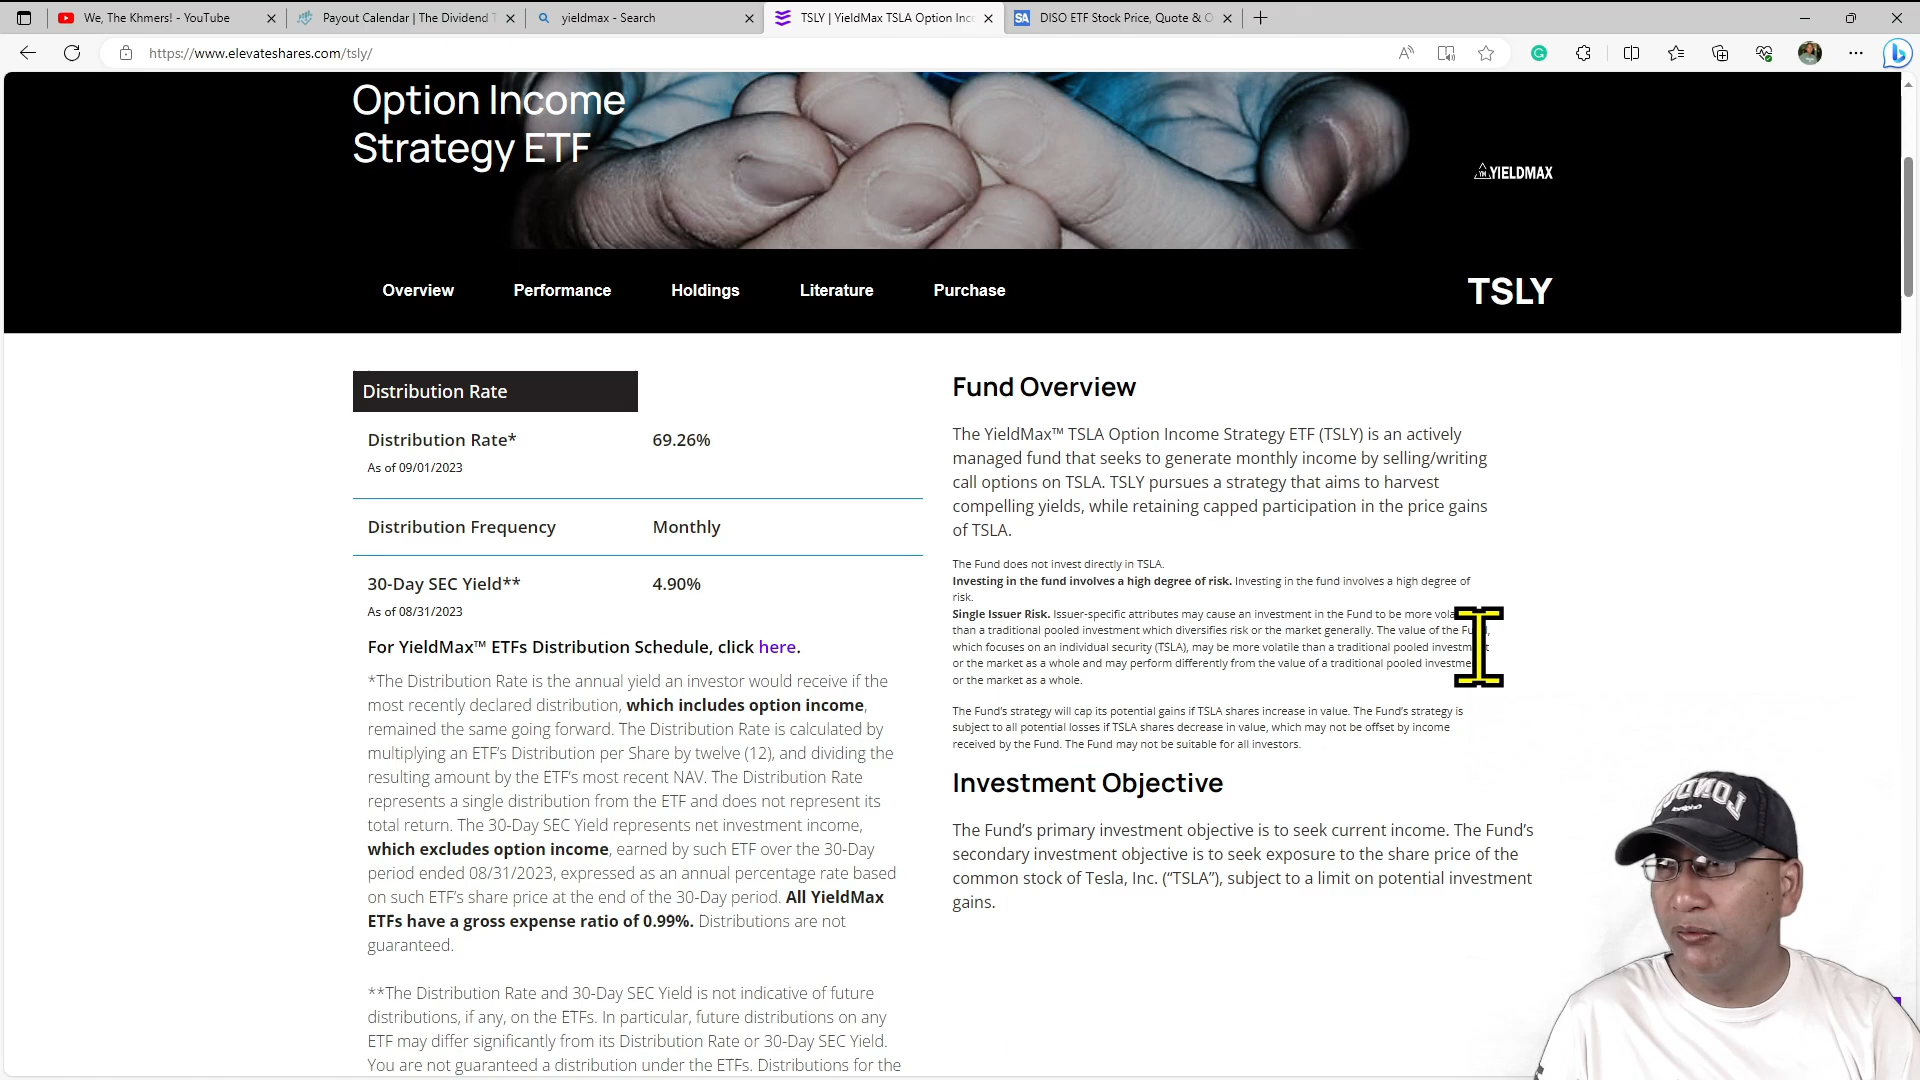 We, The Khmers! - YouTube
Payout Calendar | The Dividend T
yieldmax - Search
TSLY | YieldMax TSLA Option Inc
DISO ETF Stock Price, Quote & O
https://www.elevateshares.com/tsly/
Option Income
Strategy ETF
YIELDMAX
Overview
Performance
Holdings
Literature
Purchase
TSLY
Distribution Rate
Distribution Rate* 69.26%
As of 09/01/2023
Distribution Frequency Monthly
30-Day SEC Yield** 4.90%
As of 08/31/2023
For YieldMax™ ETFs Distribution Schedule, click here.
*The Distribution Rate is the annual yield an investor would receive if the
most recently declared distribution, which includes option income,
remained the same going forward. The Distribution Rate is calculated by
multiplying an ETF's Distribution per Share by twelve (12), and dividing the
resulting amount by the ETF's most recent NAV. The Distribution Rate
represents a single distribution from the ETF and does not represent its
total return. The 30-Day SEC Yield represents net investment income,
which excludes option income, earned by such ETF over the 30-Day
period ended 08/31/2023, expressed as an annual percentage rate based
on such ETF's share price at the end of the 30-Day period. All YieldMax
ETFs have a gross expense ratio of 0.99%. Distributions are not
guaranteed.
**The Distribution Rate and 30-Day SEC Yield is not indicative of future
distributions, if any, on the ETFs. In particular, future distributions on any
ETF may differ significantly from its Distribution Rate or 30-Day SEC Yield.
You are not guaranteed a distribution under the ETFs. Distributions for the
Fund Overview
The YieldMax™ TSLA Option Income Strategy ETF (TSLY) is an actively
managed fund that seeks to generate monthly income by selling/writing
call options on TSLA. TSLY pursues a strategy that aims to harvest
compelling yields, while retaining capped participation in the price gains
of TSLA.
The Fund does not invest directly in TSLA.
Investing in the fund involves a high degree of risk. Investing in the fund involves a high degree of
risk.
Single Issuer Risk. Issuer-specific attributes may cause an investment in the Fund to be more vola
than a traditional pooled investment which diversifies risk or the market generally. The value of the Fund,
which focuses on an individual security (TSLA), may be more volatile than a traditional pooled investment
or the market as a whole and may perform differently from the value of a traditional pooled investme
or the market as a whole.
The Fund's strategy will cap its potential gains if TSLA shares increase in value. The Fund's strategy is
subject to all potential losses if TSLA shares decrease in value, which may not be offset by income
received by the Fund. The Fund may not be suitable for all investors.
Investment Objective
The Fund's primary investment objective is to seek current income. The Fund's
secondary investment objective is to seek exposure to the share price of the
common stock of Tesla, Inc. ("TSLA"), subject to a limit on potential investment
gains.
LONDON